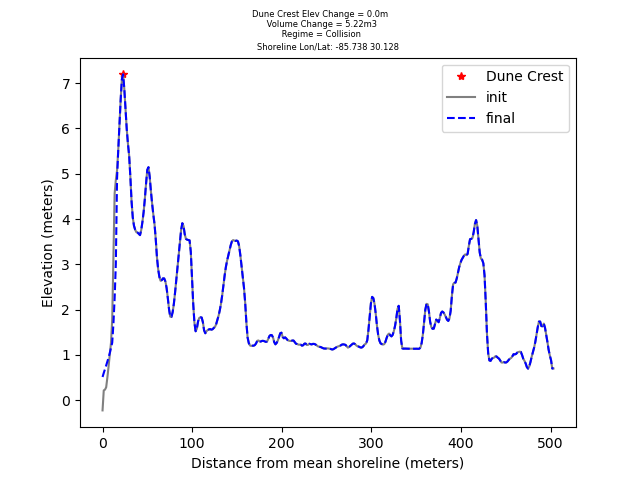 Dune Crest Elev Change = 0.0m
Volume Change = 5.22m3
Regime = Collision
Shoreline Lon/Lat: -85.738 30.128
Dune Crest
init
final
7
6
5
4
3
2
1
0
Elevation (meters)
0 100 200 300 400 500
Distance from mean shoreline (meters)